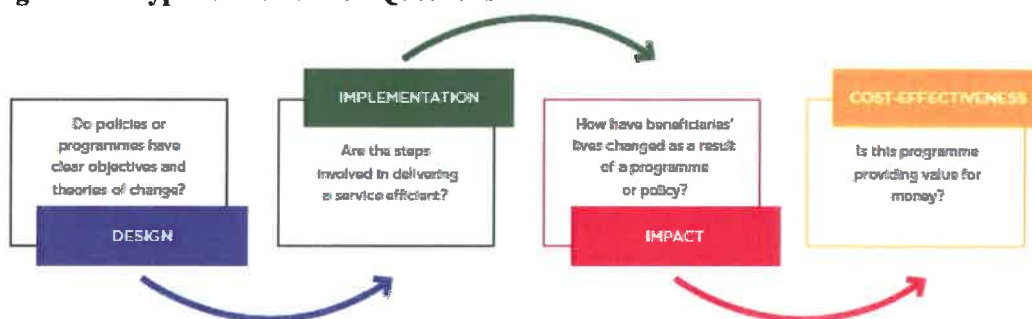 IMPLEMENTATION
COST-EFFECTIVENESS
Do policies or
programmes have
clear objectives and
theories of change?
Are the steps
involved in delivering
a service efficient?
How have beneficiaries'
lives changed as a result
of a programme
or policy?
Is this programme
providing value for
money?
DESIGN
IMPACT